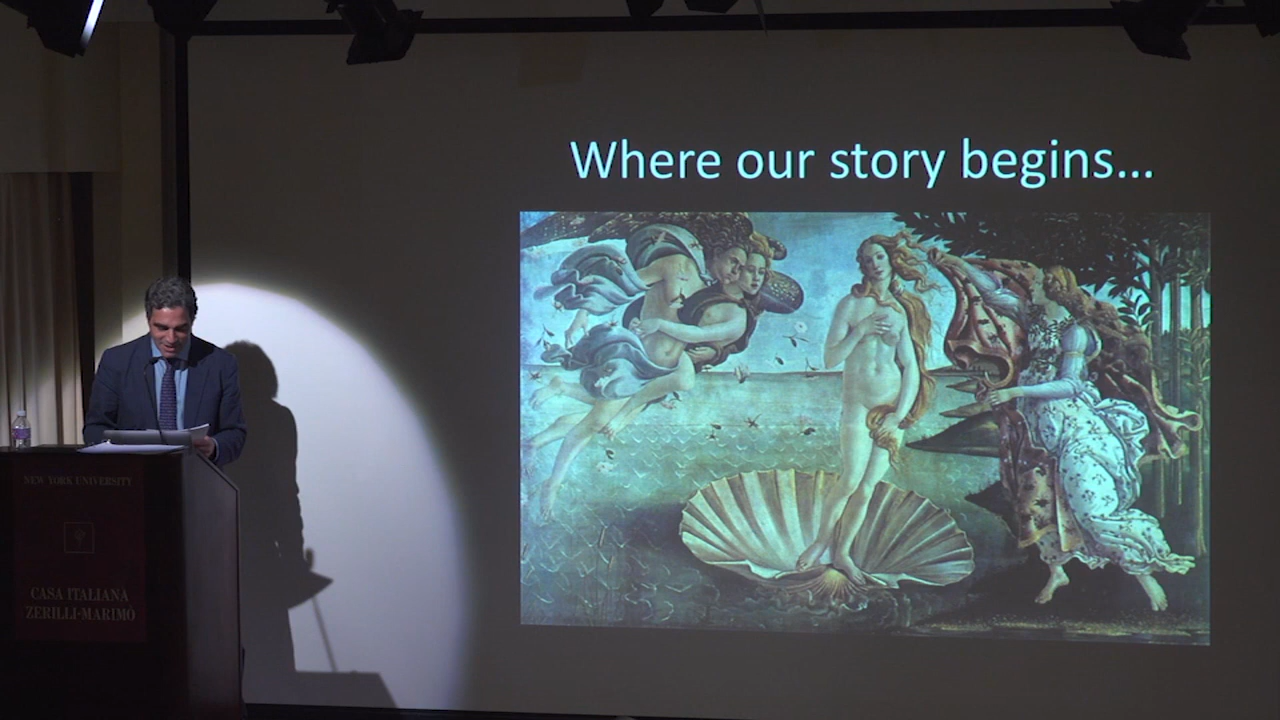 Where our story begins...
NEW YORK UNIVERSITY
CASA ITALIANA
ZERILLI-MARIMÒ